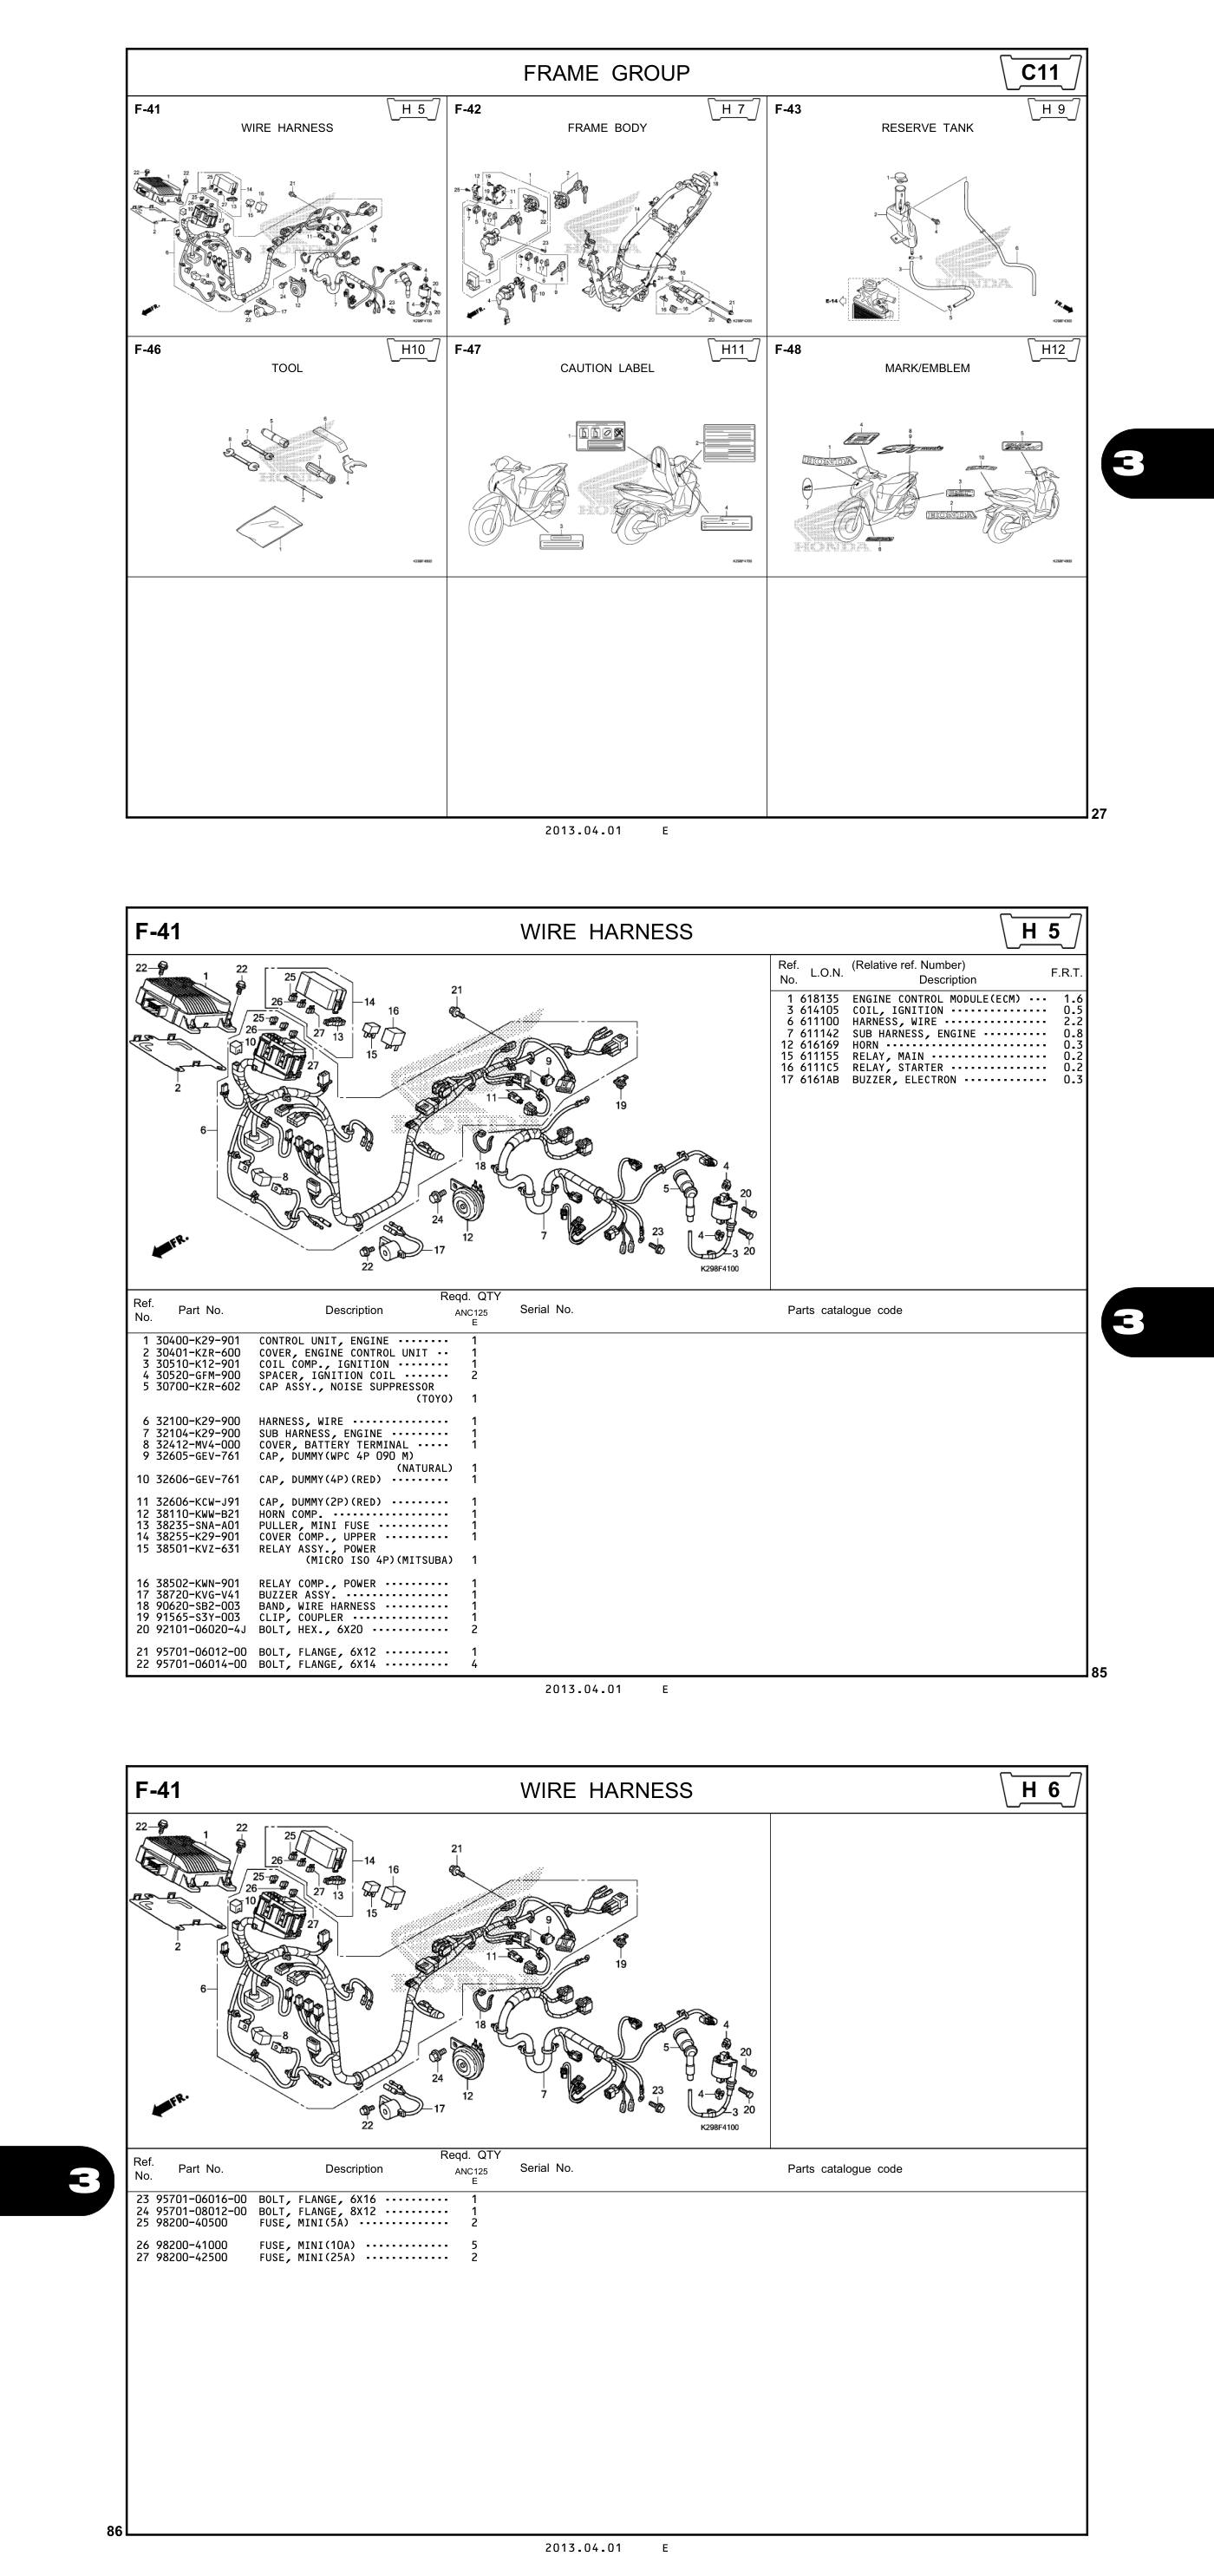 FRAME GROUP
C11
F-41
H 5
WIRE HARNESS
F-42
H 7
FRAME BODY
F-43
H 9
RESERVE TANK
F-46
H10
TOOL
F-47
H11
CAUTION LABEL
F-48
H12
MARK/EMBLEM
HONDA
3
27
2013.04.01 E
F-41
WIRE HARNESS
H 5
Ref. No. L.O.N. (Relative ref. Number) Description F.R.T.
1 618135 ENGINE CONTROL MODULE(ECM) ··· 1.6
3 614105 COIL, IGNITION ··············· 0.5
6 611100 HARNESS, WIRE ················ 2.2
7 611142 SUB HARNESS, ENGINE ·········· 0.8
12 616169 HORN ························· 0.3
15 611155 RELAY, MAIN ·················· 0.2
16 6111C5 RELAY, STARTER ··············· 0.2
17 6161AB BUZZER, ELECTRON ············· 0.3
HONDA
FR.
K298F4100
Ref. No. Part No. Description Reqd. QTY ANC125 E Serial No. Parts catalogue code
1 30400-K29-901 CONTROL UNIT, ENGINE ········ 1
2 30401-KZR-600 COVER, ENGINE CONTROL UNIT ·· 1
3 30510-K12-901 COIL COMP., IGNITION ········ 1
4 30520-GFM-900 SPACER, IGNITION COIL ······· 2
5 30700-KZR-602 CAP ASSY., NOISE SUPPRESSOR
(TOYO) 1
6 32100-K29-900 HARNESS, WIRE ··············· 1
7 32104-K29-900 SUB HARNESS, ENGINE ········· 1
8 32412-MV4-000 COVER, BATTERY TERMINAL ····· 1
9 32605-GEV-761 CAP, DUMMY(WPC 4P 090 M)
(NATURAL) 1
10 32606-GEV-761 CAP, DUMMY(4P)(RED) ········· 1
11 32606-KCW-J91 CAP, DUMMY(2P)(RED) ········· 1
12 38110-KWW-B21 HORN COMP. ·················· 1
13 38235-SNA-A01 PULLER, MINI FUSE ··········· 1
14 38255-K29-901 COVER COMP., UPPER ·········· 1
15 38501-KVZ-631 RELAY ASSY., POWER
(MICRO ISO 4P)(MITSUBA) 1
16 38502-KWN-901 RELAY COMP., POWER ·········· 1
17 38720-KVG-V41 BUZZER ASSY. ················ 1
18 90620-SB2-003 BAND, WIRE HARNESS ·········· 1
19 91565-S3Y-003 CLIP, COUPLER ··············· 1
20 92101-06020-4J BOLT, HEX., 6X20 ············ 2
21 95701-06012-00 BOLT, FLANGE, 6X12 ·········· 1
22 95701-06014-00 BOLT, FLANGE, 6X14 ·········· 4
3
85
2013.04.01 E
F-41
WIRE HARNESS
H 6
HONDA
FR.
K298F4100
Ref. No. Part No. Description Reqd. QTY ANC125 E Serial No. Parts catalogue code
23 95701-06016-00 BOLT, FLANGE, 6X16 ·········· 1
24 95701-08012-00 BOLT, FLANGE, 8X12 ·········· 1
25 98200-40500 FUSE, MINI(5A) ·············· 2
26 98200-41000 FUSE, MINI(10A) ············· 5
27 98200-42500 FUSE, MINI(25A) ············· 2
3
86
2013.04.01 E